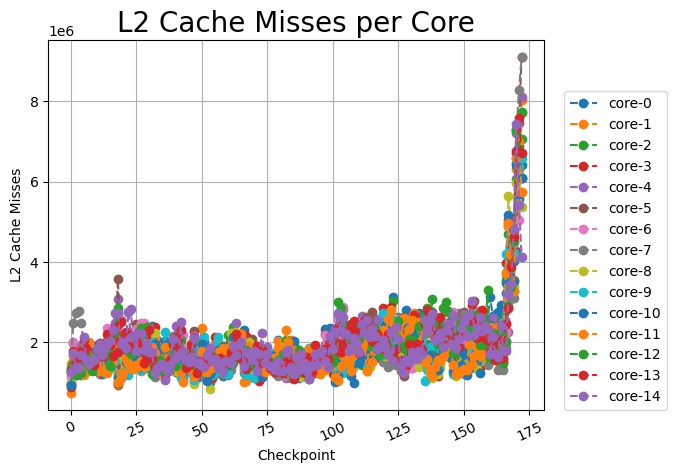 L2 Cache Misses per Core
1e6
8
6
4
2
L2 Cache Misses
0
25
50
75
100
125
150
175
Checkpoint
core-0
core-1
core-2
core-3
core-4
core-5
core-6
core-7
core-8
core-9
core-10
core-11
core-12
core-13
core-14